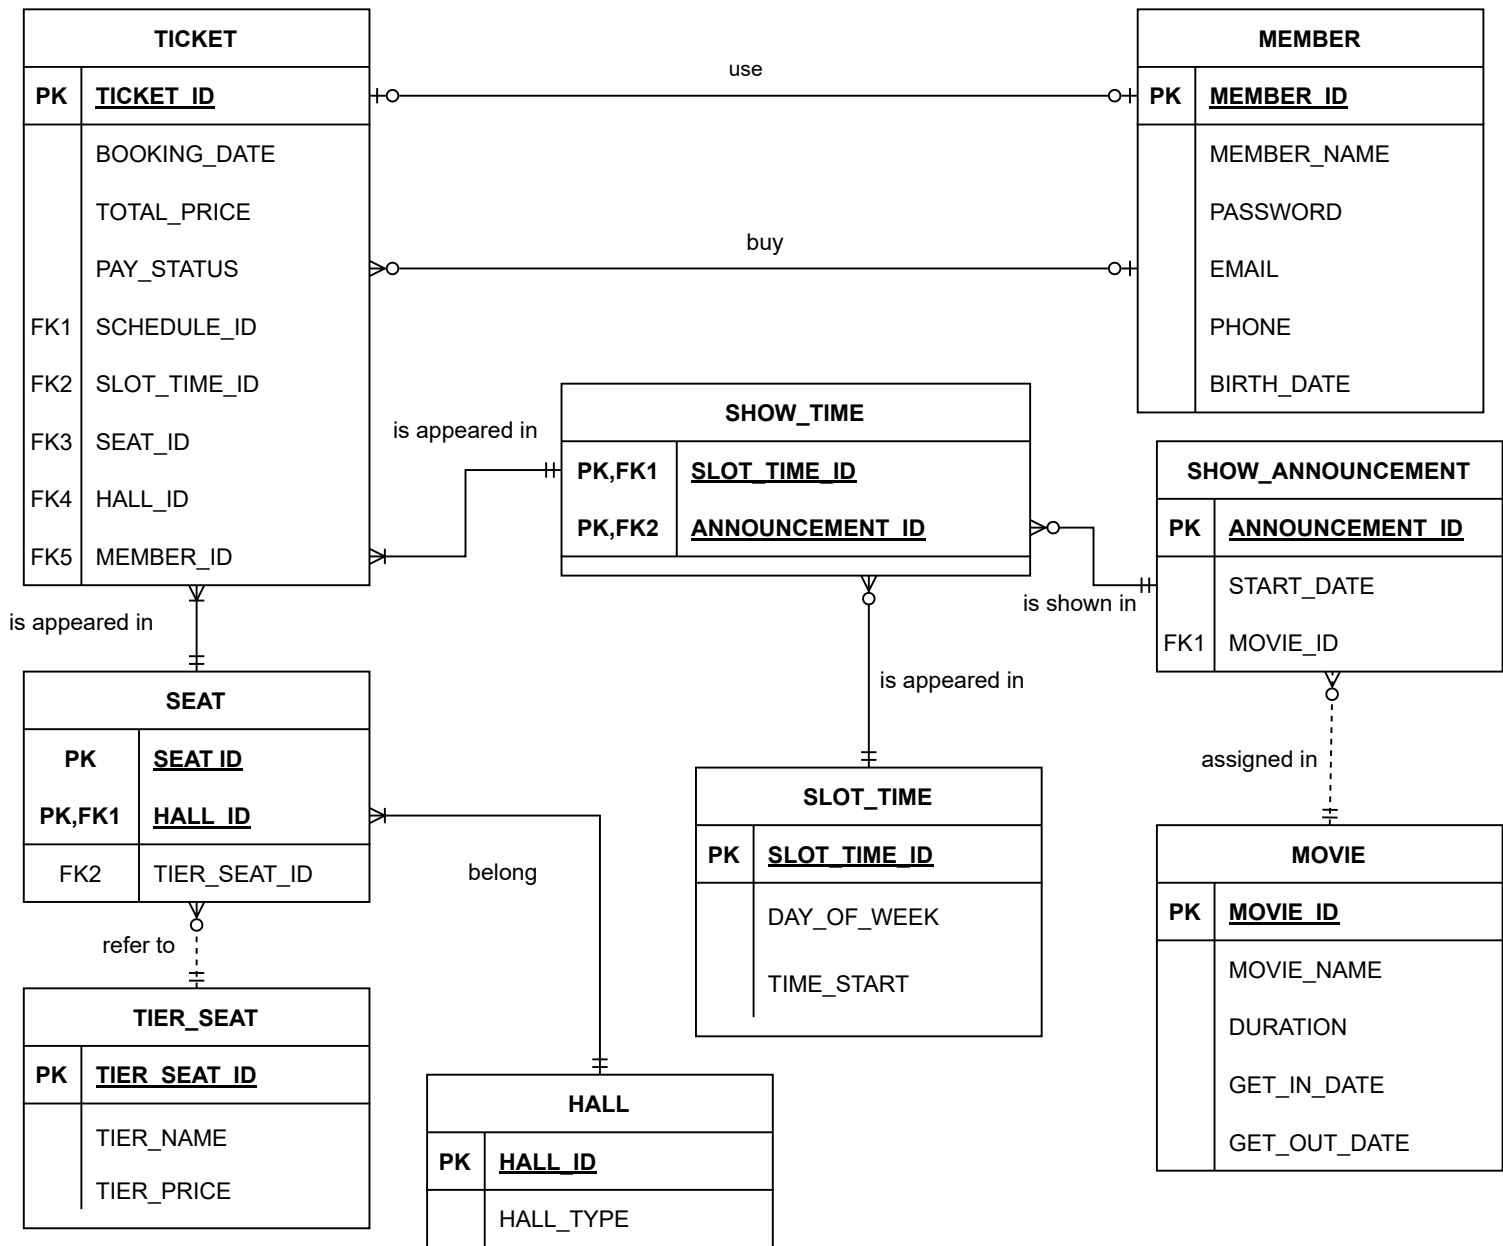 TICKET
PK TICKET_ID
BOOKING_DATE
TOTAL_PRICE
PAY_STATUS
FK1 SCHEDULE_ID
FK2 SLOT_TIME_ID
FK3 SEAT_ID
FK4 HALL_ID
FK5 MEMBER_ID
use
buy
MEMBER
PK MEMBER_ID
MEMBER_NAME
PASSWORD
EMAIL
PHONE
BIRTH_DATE
is appeared in
SHOW_TIME
PK,FK1 SLOT_TIME_ID
PK,FK2 ANNOUNCEMENT_ID
is shown in
SHOW_ANNOUNCEMENT
PK ANNOUNCEMENT_ID
START_DATE
FK1 MOVIE_ID
is appeared in
SEAT
PK SEAT ID
PK,FK1 HALL_ID
FK2 TIER_SEAT_ID
belong
is appeared in
SLOT_TIME
PK SLOT_TIME_ID
DAY_OF_WEEK
TIME_START
assigned in
MOVIE
PK MOVIE_ID
MOVIE_NAME
DURATION
GET_IN_DATE
GET_OUT_DATE
refer to
TIER_SEAT
PK TIER_SEAT_ID
TIER_NAME
TIER_PRICE
HALL
PK HALL_ID
HALL_TYPE